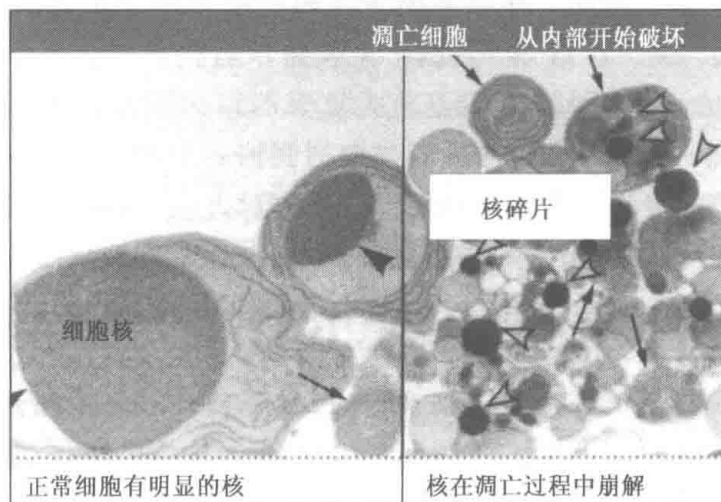 凋亡细胞 从内部开始破坏
核碎片
细胞核
正常细胞有明显的核
核在凋亡过程中崩解